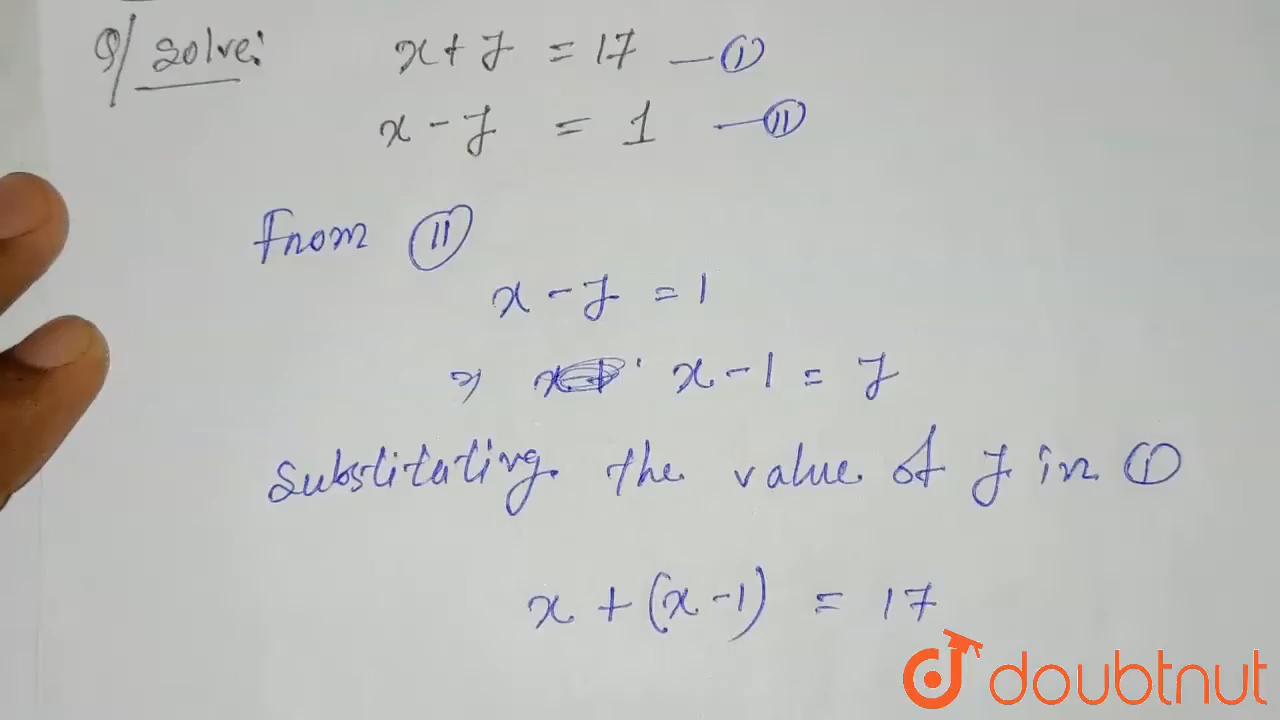 Q/ Solve: x + y = 17 — (I)
x - y = 1 — (II)
From (II)
x - y = 1
⇒ x - 1 = y
Substituting the value of y in (I)
x + (x - 1) = 17
doubtnut